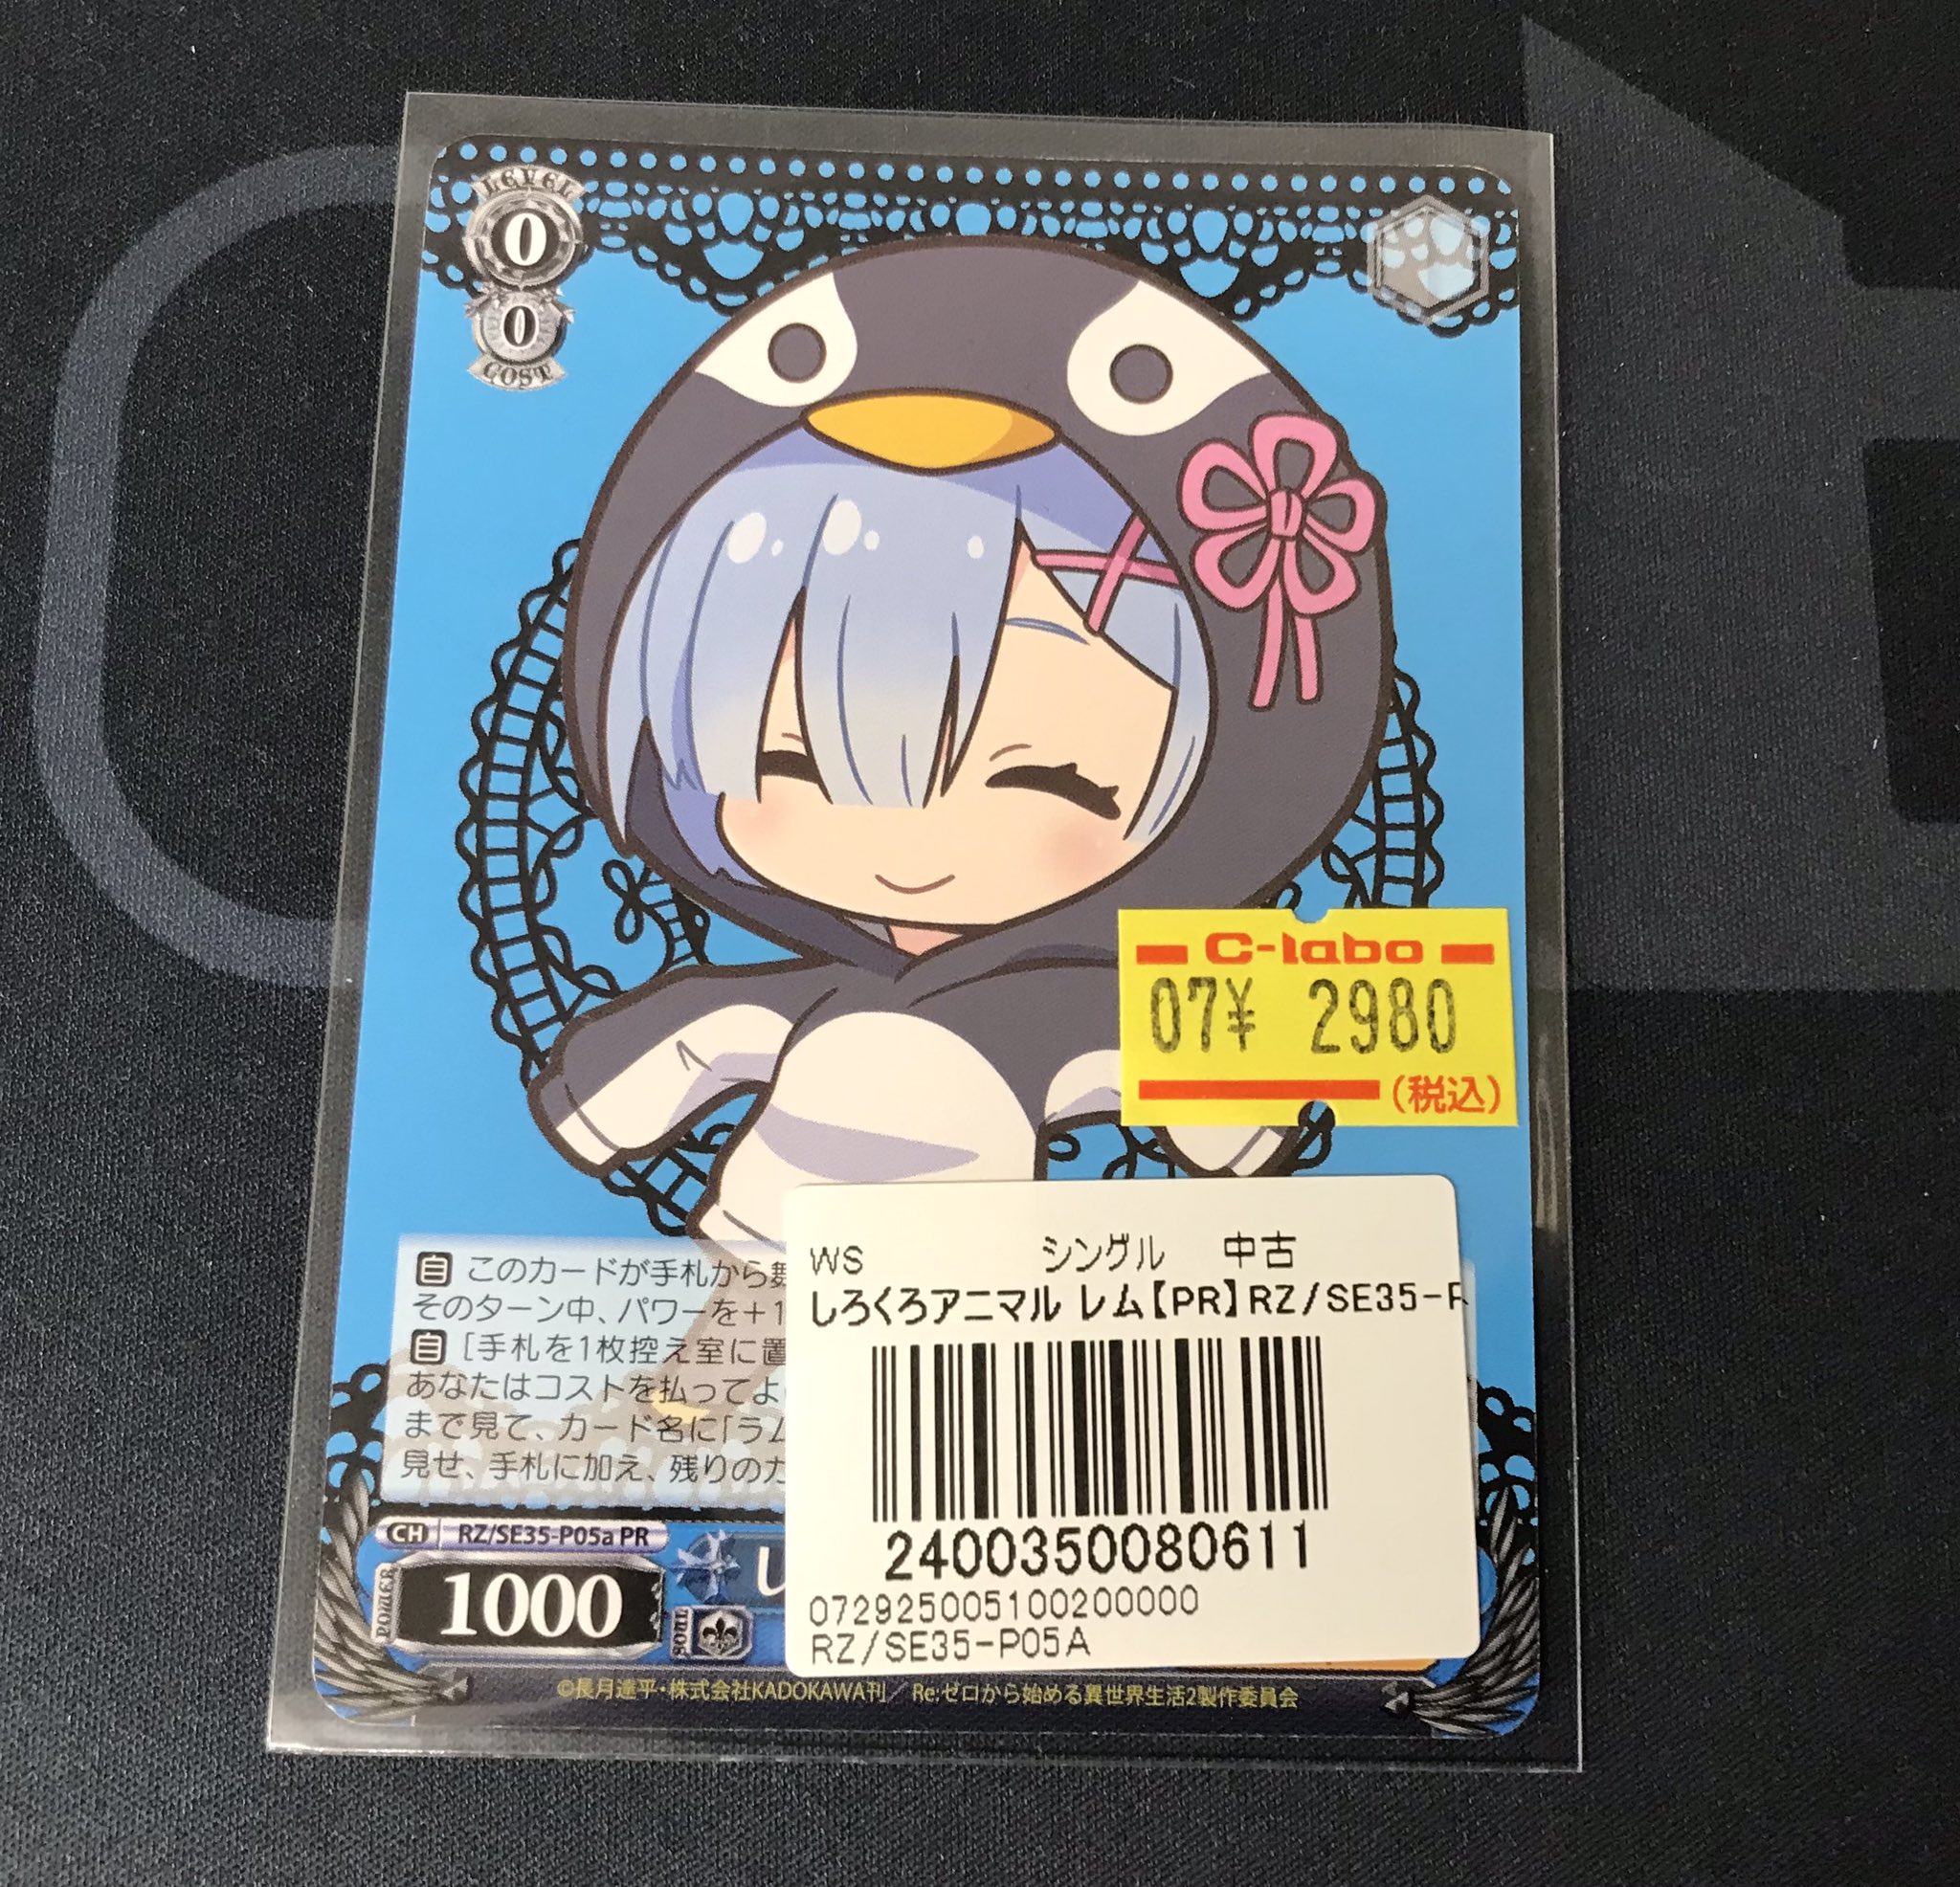 LEVEL
0
0
COST
C-labo
07¥ 2980
(税込)
自 このカードが手札から
そのターン中、パワーを+1
自 [手札を1枚控え室に置
あなたはコストを払ってよ
まで見て、カード名に「ラム
見せ、手札に加え、残りのカ
WS シングル 中古
しろくろアニマル レム【PR】RZ/SE35-P
2400350080611
072925005100200000
RZ/SE35-P05A
CH RZ/SE35-P05a PR
し
POWER 1000 SOUL
©長月達平・株式会社KADOKAWA刊/Re:ゼロから始める異世界生活2製作委員会